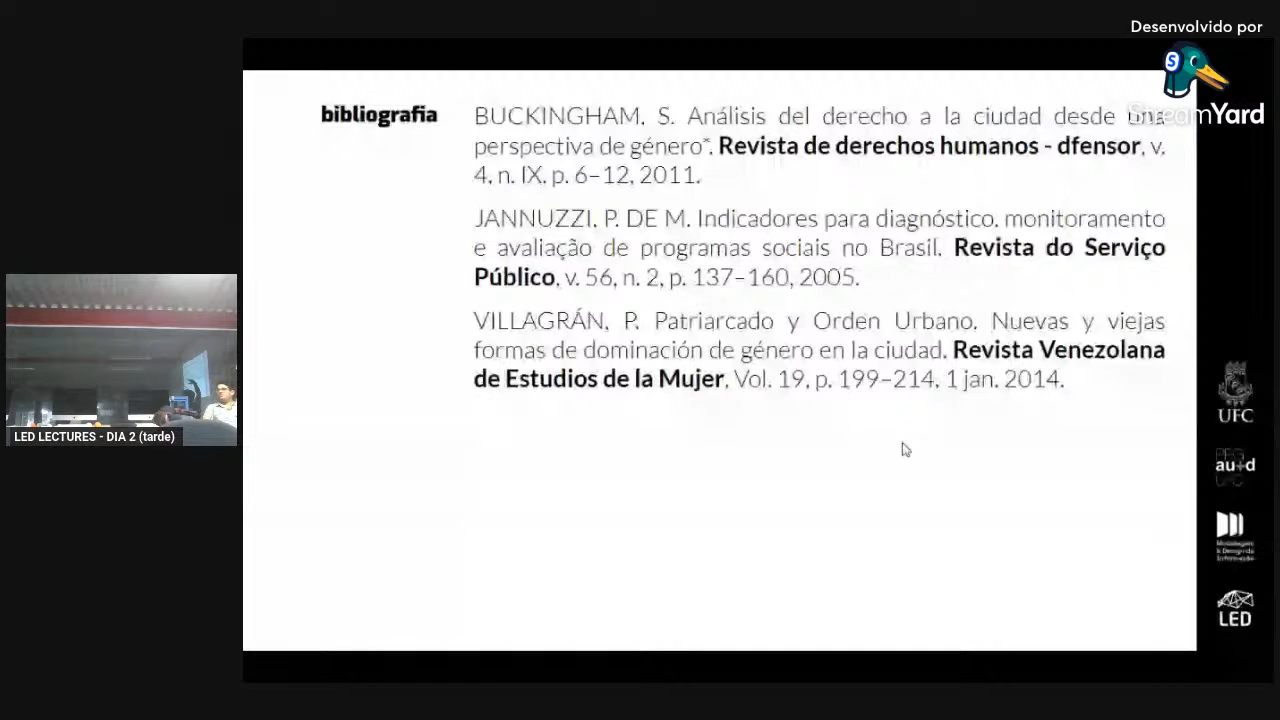 Desenvolvido por
StreamYard
bibliografia
BUCKINGHAM, S. Análisis del derecho a la ciudad desde una
perspectiva de género*. Revista de derechos humanos - dfensor, v.
4, n. IX, p. 6–12, 2011.
JANNUZZI, P. DE M. Indicadores para diagnóstico, monitoramento
e avaliação de programas sociais no Brasil. Revista do Serviço
Público, v. 56, n. 2, p. 137–160, 2005.
VILLAGRÁN, P. Patriarcado y Orden Urbano. Nuevas y viejas
formas de dominación de género en la ciudad. Revista Venezolana
de Estudios de la Mujer, Vol. 19, p. 199–214, 1 jan. 2014.
LED LECTURES - DIA 2 (tarde)
UFC
au+d
LED